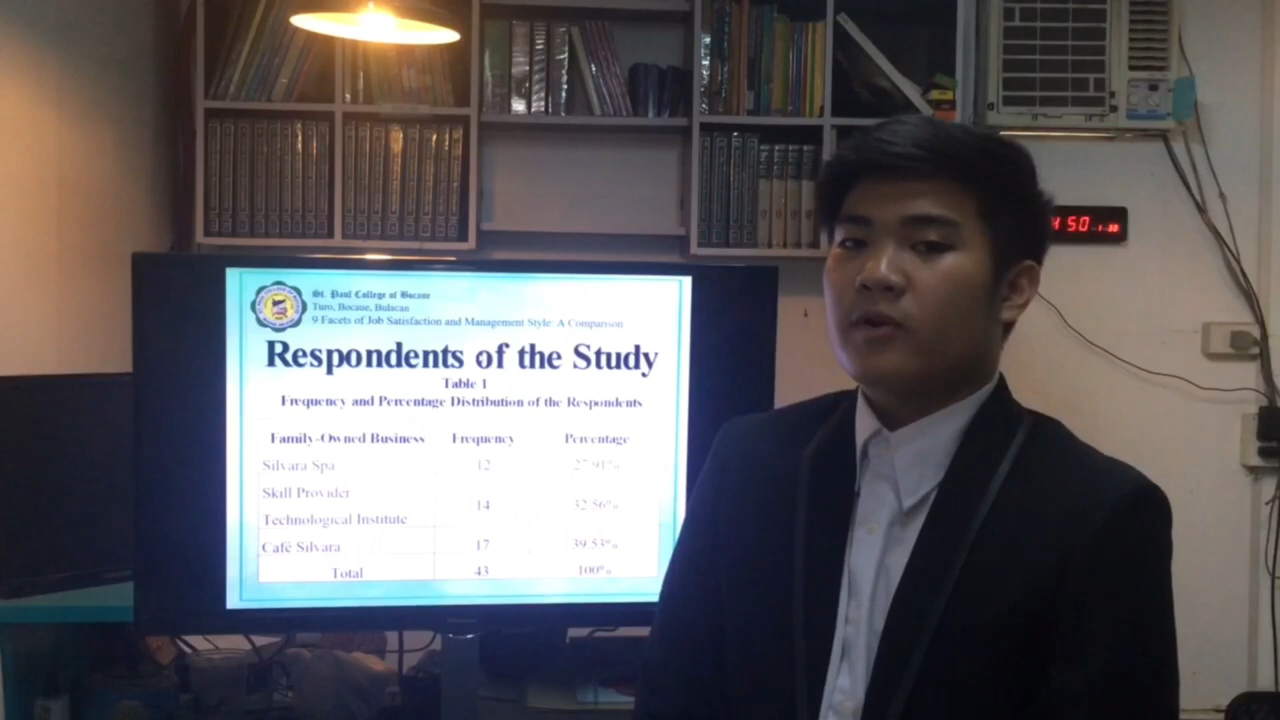 St. Paul College of Bocaue
Turo, Bocaue, Bulacan
9 Facets of Job Satisfaction and Management Style: A Comparison
Respondents of the Study
Table 1
Frequency and Percentage Distribution of the Respondents
Family-Owned Business Frequency Percentage
Silvara Spa 12 27.91%
Skill Provider
Technological Institute 14 32.56%
Café Silvara 17 39.53%
Total 43 100%
50